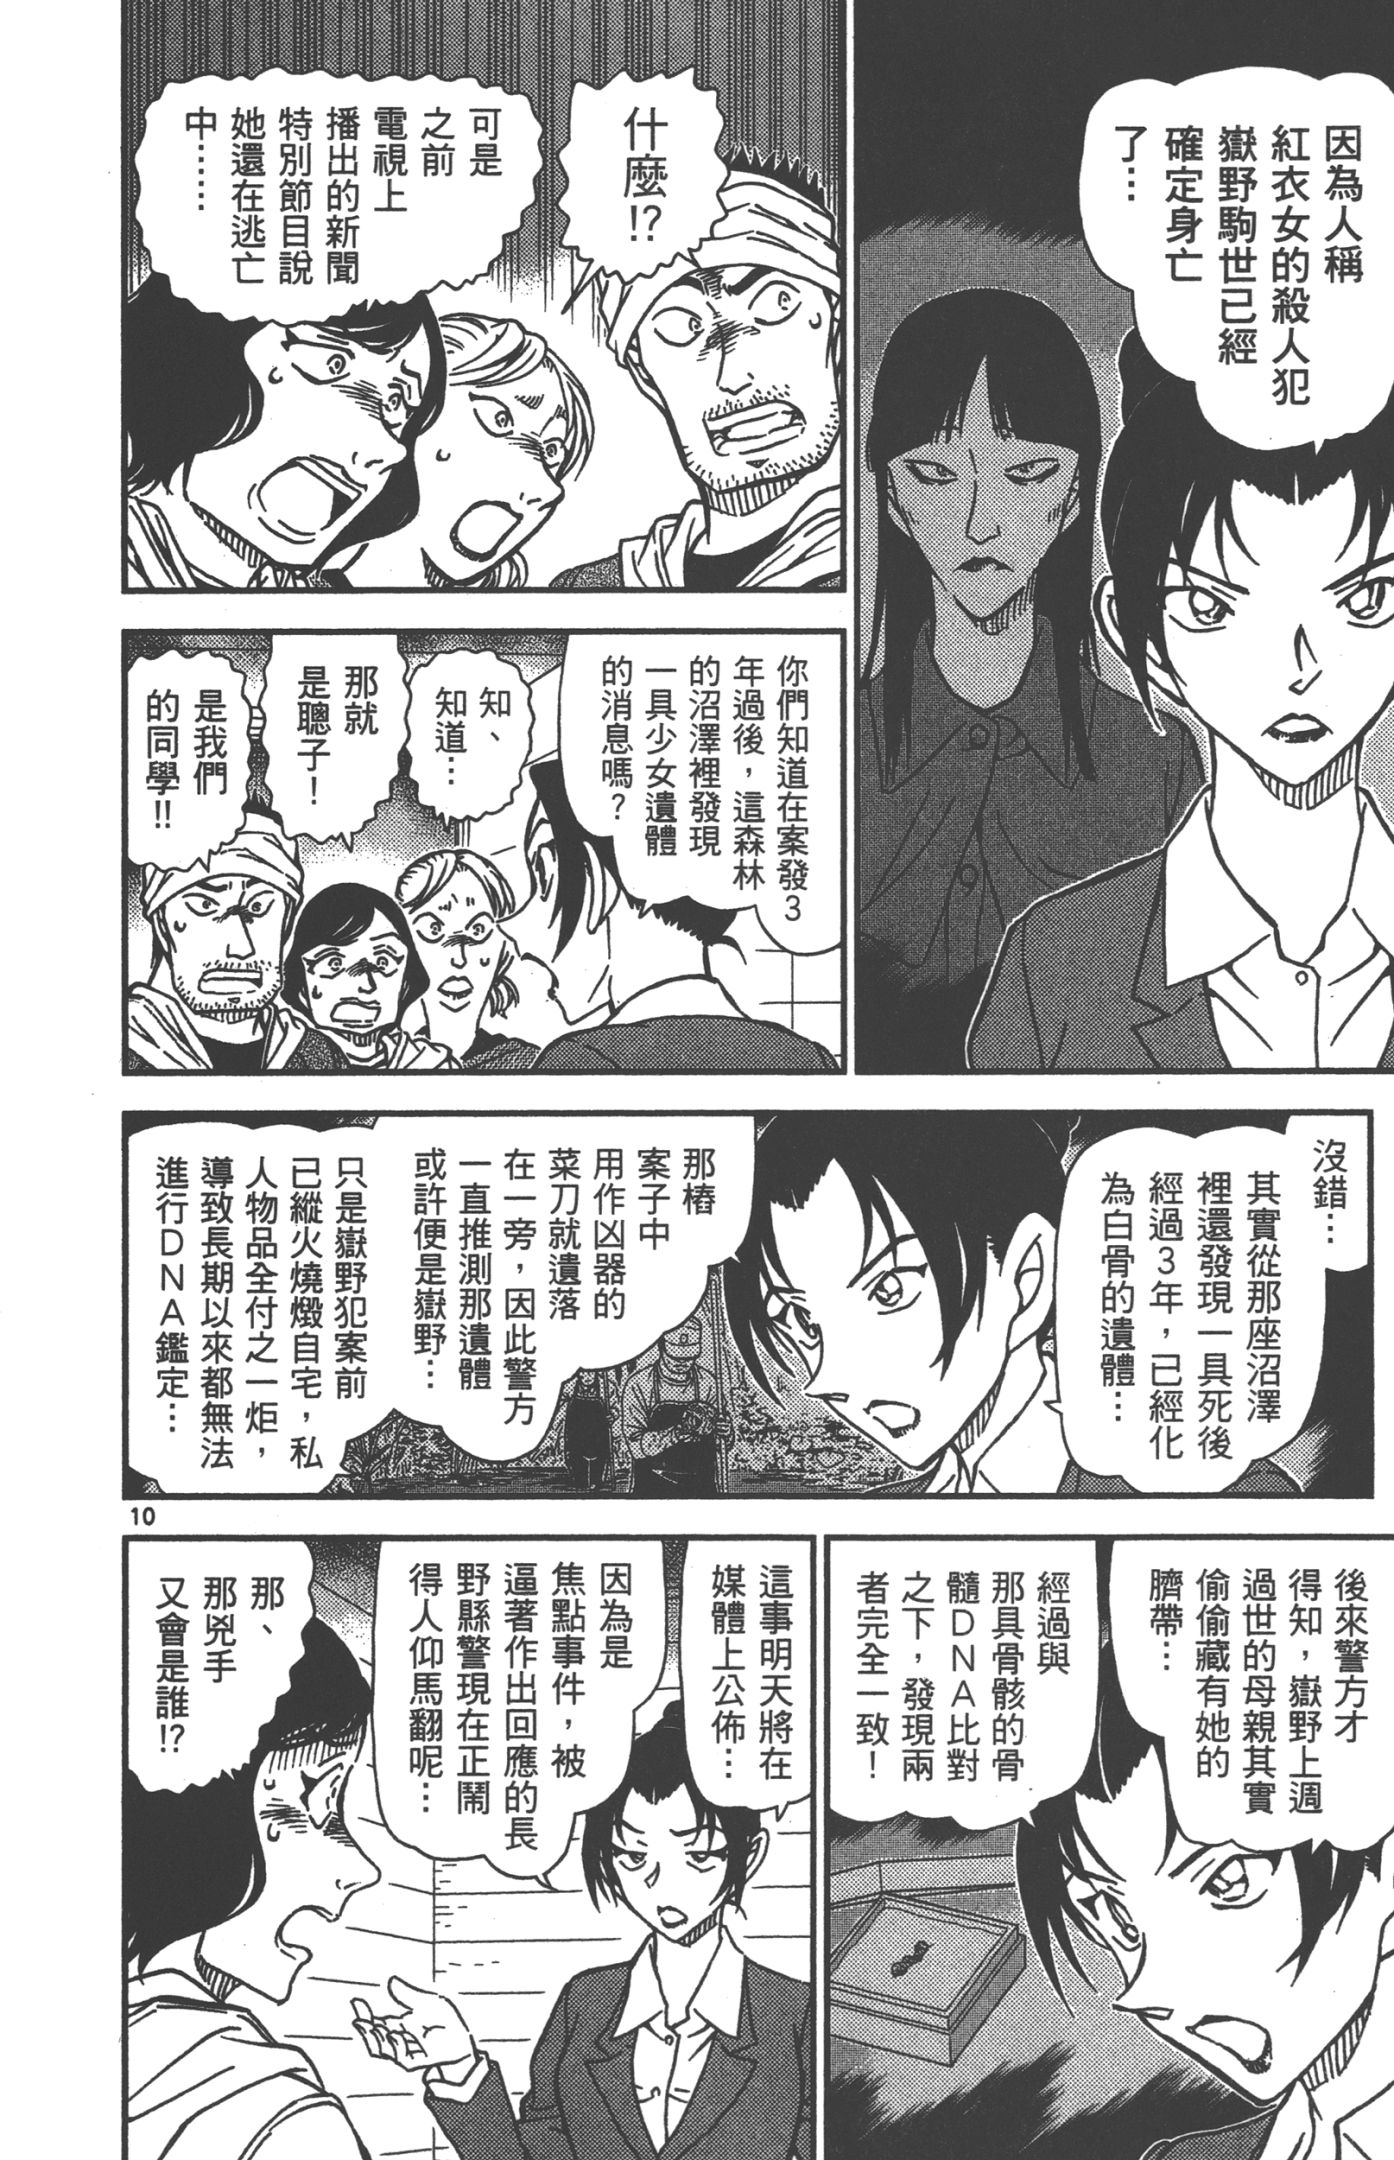 因為人稱
紅衣女的殺人犯
嶽野駒世已經
確定身亡
了…
什麼!?
可是
之前
電視上
播出的新聞
特別節目說
她還在逃亡
中……
你們知道在案發3
年過後，這森林
的沼澤裡發現
一具少女遺體
的消息嗎？
知、
知道…
那就
是聰子！
是我們
的同學!!
沒錯…
其實從那座沼澤
裡還發現一具死後
經過3年，已經化
為白骨的遺體…
那樁
案子中
用作凶器的
菜刀就遺落
在一旁，因此警方
一直推測那遺體
或許便是嶽野…
只是嶽野犯案前
已縱火燒燬自宅，私
人物品全付之一炬，
導致長期以來都無法
進行DNA鑑定…
後來警方才
得知，嶽野上週
過世的母親其實
偷偷藏有她的
臍帶…
經過與
那具骨骸的骨
髓DNA比對
之下，發現兩
者完全一致！
這事明天將在
媒體上公佈…
因為是
焦點事件，被
逼著作出回應的長
野縣警現在正鬧
得人仰馬翻呢…
那、
那兇手
又會是誰!?
10